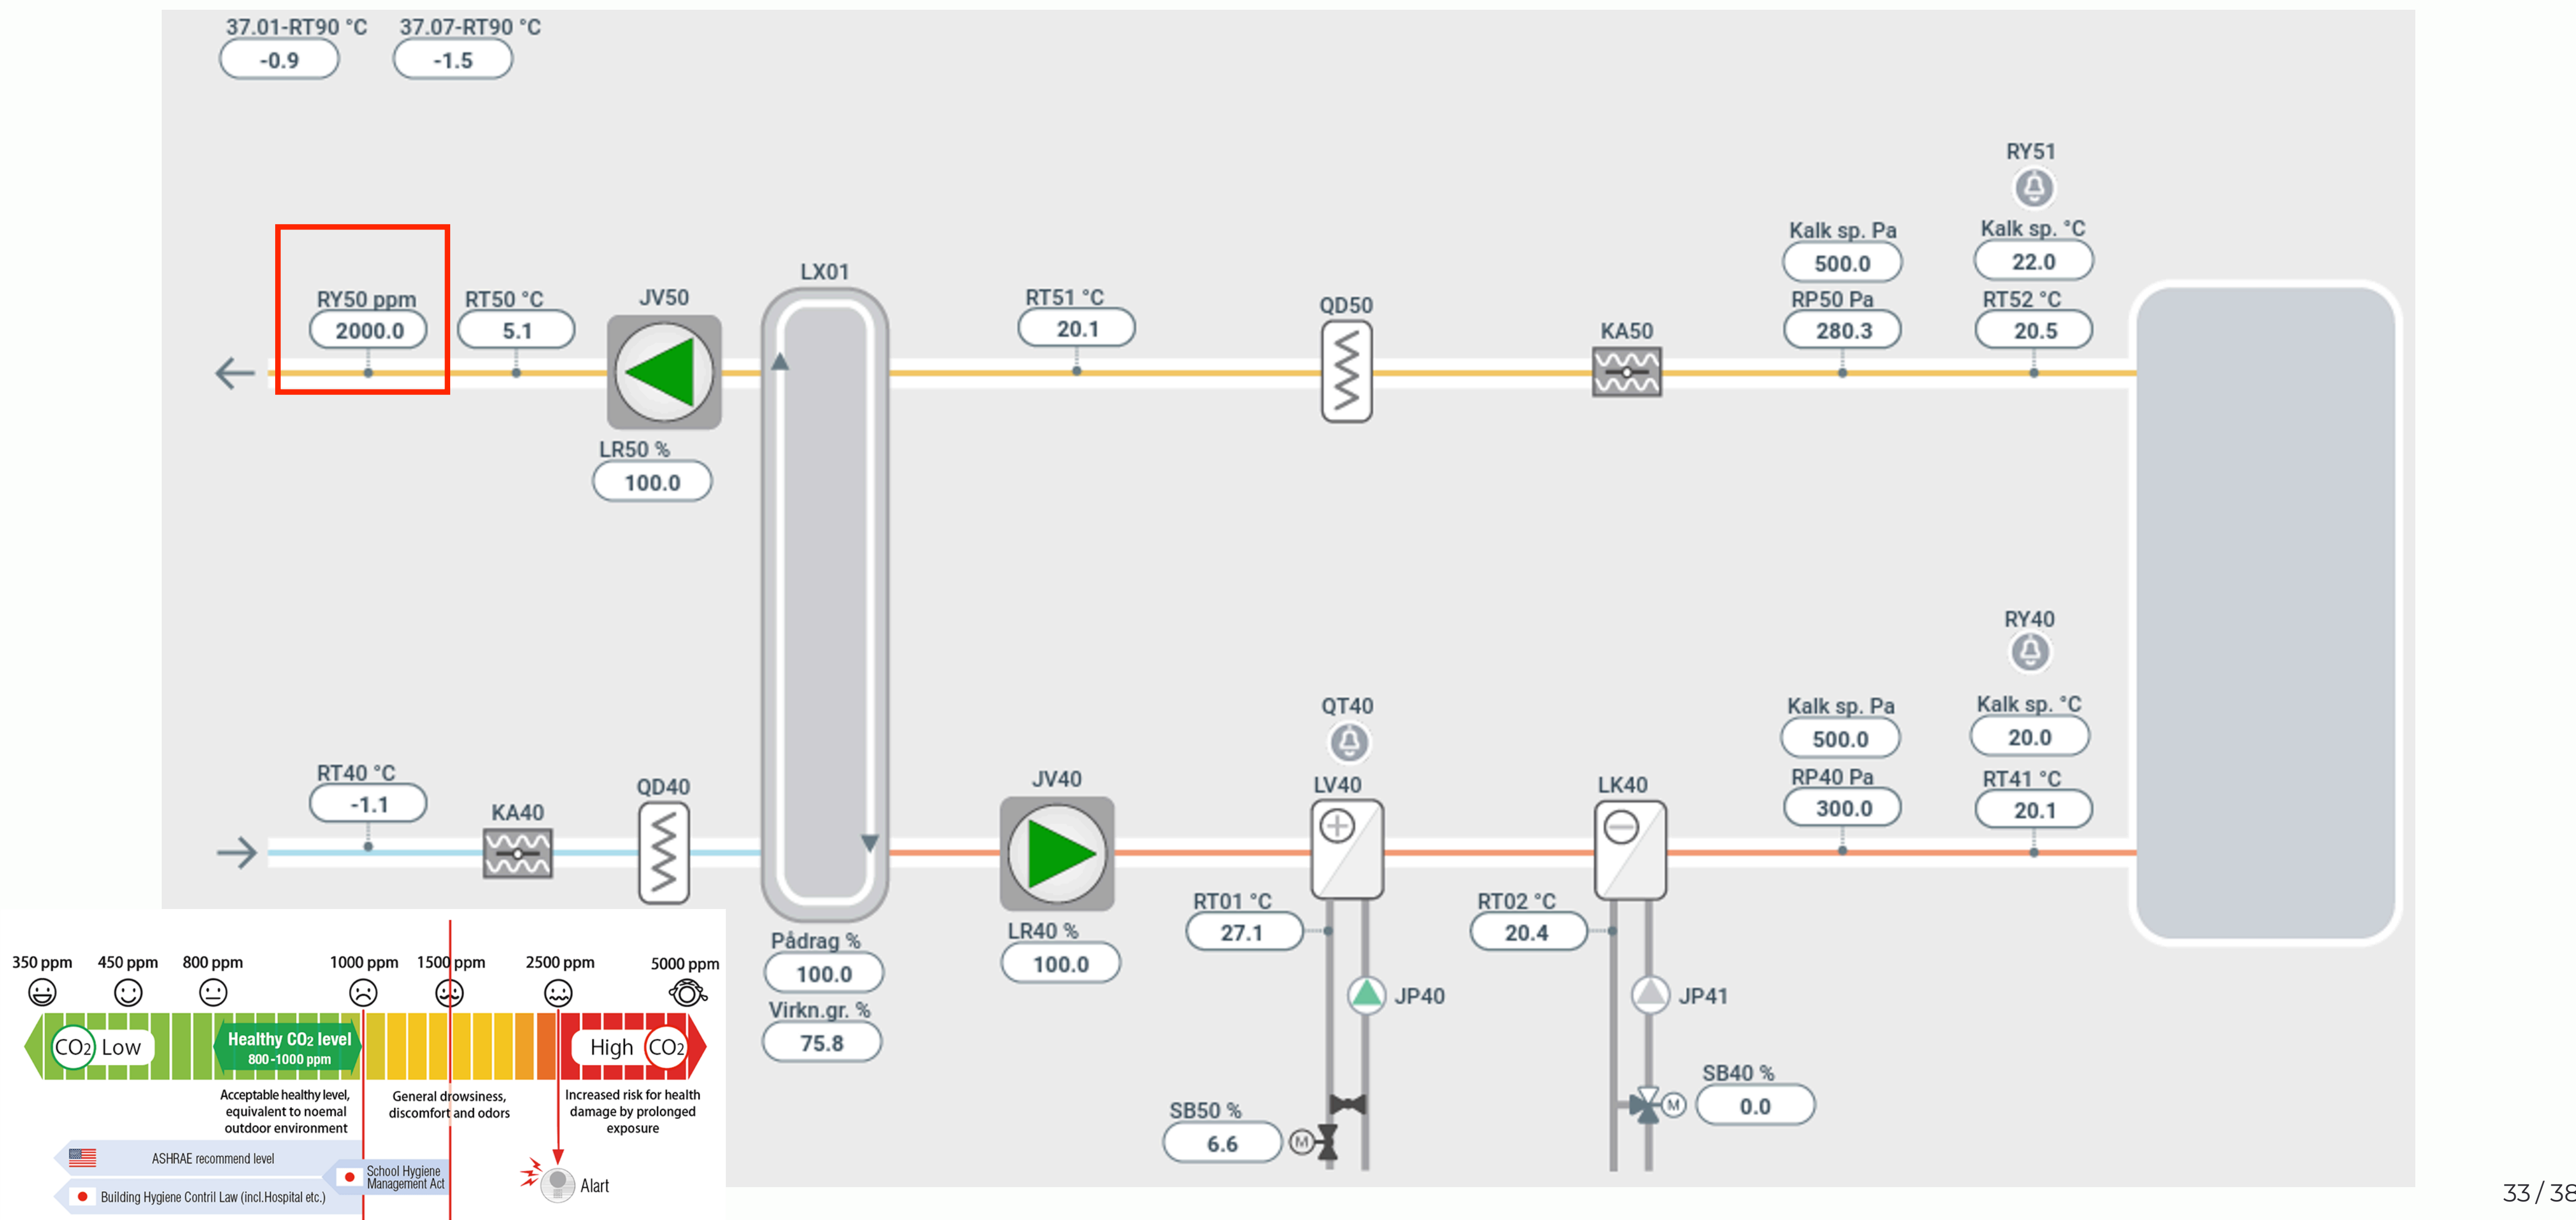 37.01-RT90 °C
37.07-RT90 °C
-0.9
-1.5
RY51
Kalk sp. Pa
Kalk sp. °C
500.0
22.0
RY50 ppm
RT50 °C
JV50
LX01
RT51 °C
QD50
KA50
RP50 Pa
RT52 °C
2000.0
5.1
20.1
280.3
20.5
LR50 %
100.0
RY40
QT40
Kalk sp. Pa
Kalk sp. °C
500.0
20.0
RT40 °C
-1.1
KA40
QD40
JV40
LV40
LK40
RP40 Pa
RT41 °C
300.0
20.1
RT01 °C
27.1
RT02 °C
20.4
Pådrag %
100.0
LR40 %
100.0
Virkn.gr. %
75.8
JP40
JP41
SB50 %
6.6
M
SB40 %
0.0
M
350 ppm
450 ppm
800 ppm
1000 ppm
1500 ppm
2500 ppm
5000 ppm
CO2 Low
Healthy CO2 level
800-1000 ppm
High CO2
Acceptable healthy level,
equivalent to noemal
outdoor environment
General drowsiness,
discomfort and odors
Increased risk for health
damage by prolonged
exposure
ASHRAE recommend level
School Hygiene
Management Act
Building Hygiene Contril Law (incl.Hospital etc.)
Alart
33 / 38